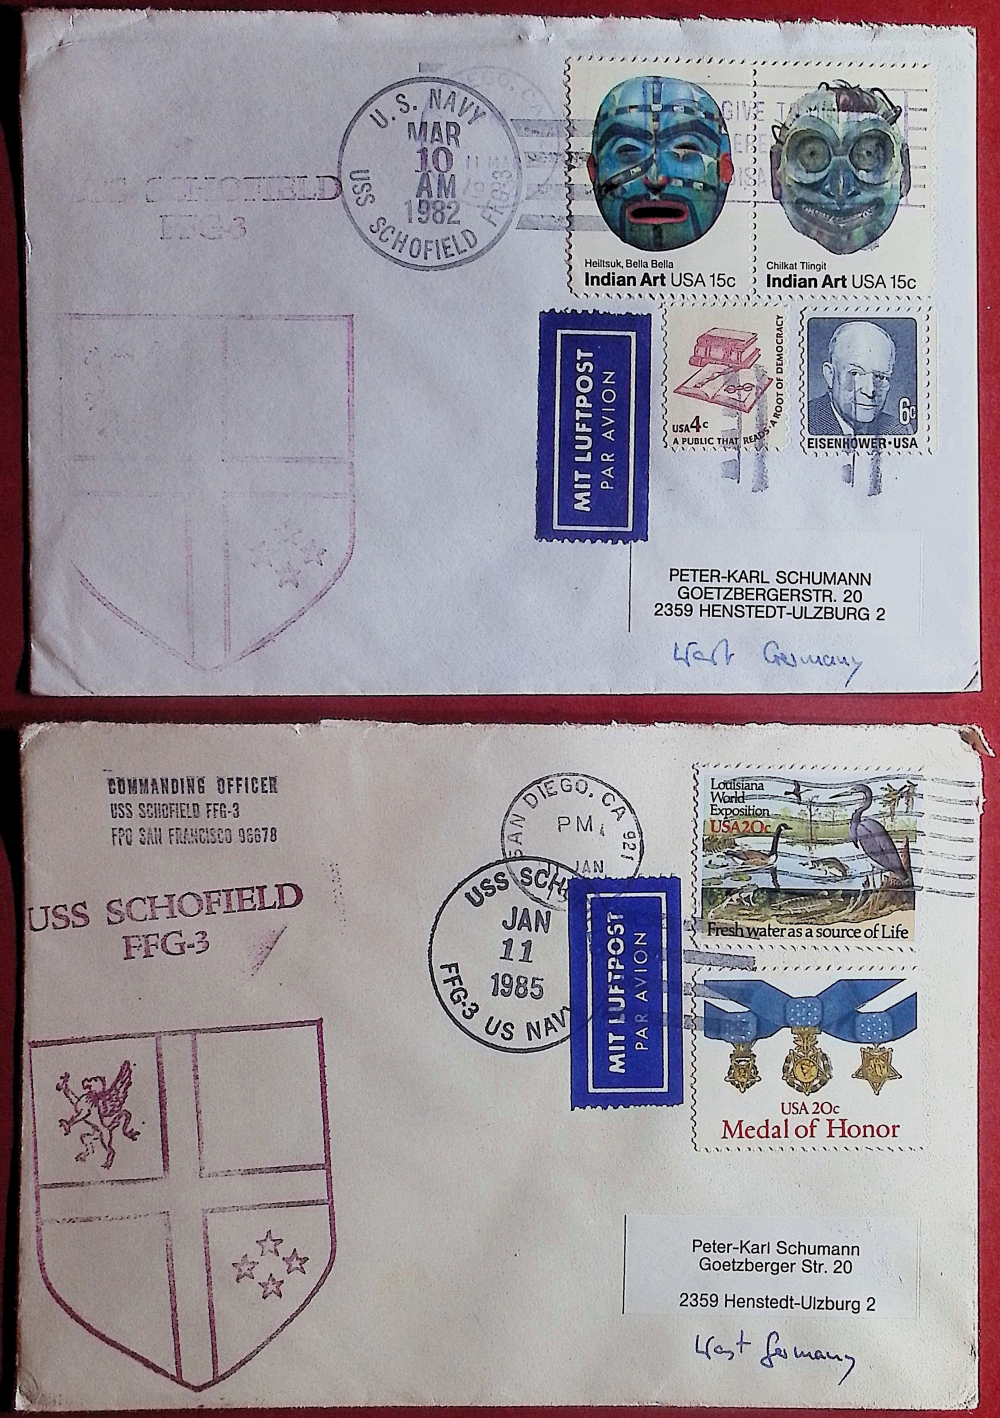 U.S. NAVY
MAR
10
AM
1982
USS SCHOFIELD FFG-3
SCHOFIELD
FFG-3
GIVE
Heiltsuk, Bella Bella
Indian Art USA 15c
Chilkat Tlingit
Indian Art USA 15c
MIT LUFTPOST
PAR AVION
USA 4c
A PUBLIC THAT READS · A ROOT OF DEMOCRACY
6c
EISENHOWER · USA
PETER-KARL SCHUMANN
GOETZBERGERSTR. 20
2359 HENSTEDT-ULZBURG 2
West Germany
COMMANDING OFFICER
USS SCHOFIELD FFG-3
FPO SAN FRANCISCO 96678
USS SCHOFIELD
FFG-3
SAN DIEGO, CA 921
PM
JAN
USS SCH
JAN
11
1985
FFG-3 US NAVY
MIT LUFTPOST
PAR AVION
Louisiana
World
Exposition
USA 20c
Fresh water as a source of Life
USA 20c
Medal of Honor
Peter-Karl Schumann
Goetzberger Str. 20
2359 Henstedt-Ulzburg 2
West Germany